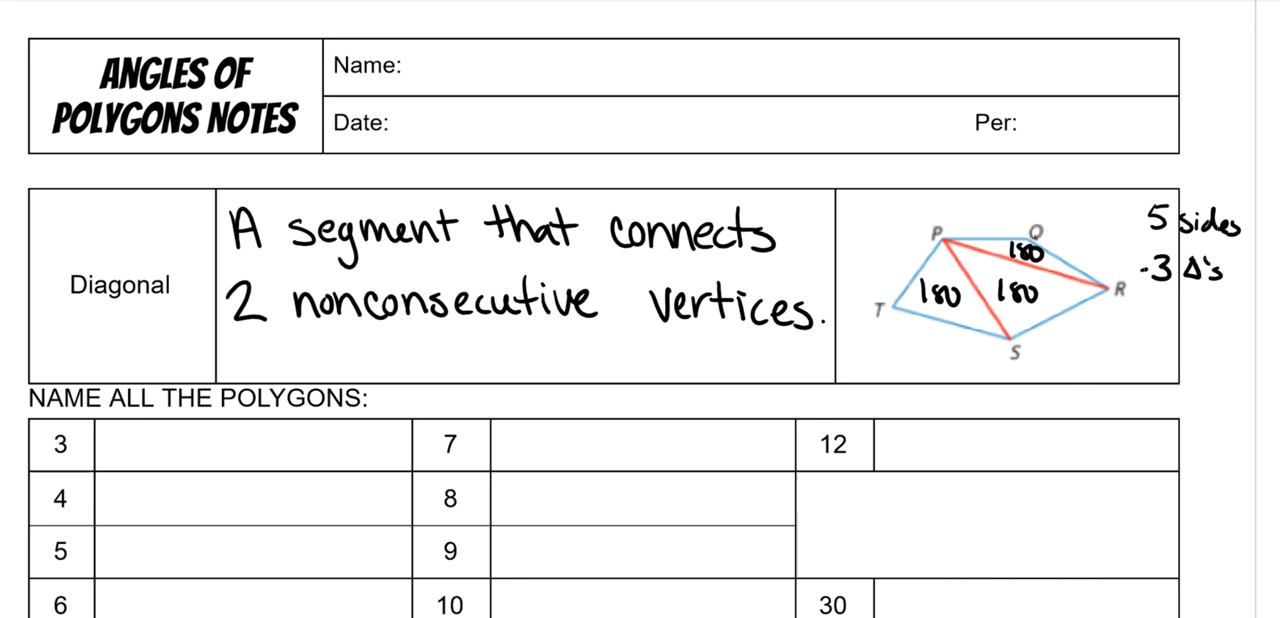 ANGLES OF
POLYGONS NOTES
Name:
Date:
Per:
Diagonal
A segment that connects
2 nonconsecutive vertices.
P
Q
180
180
180
R
T
S
5 sides
-3 Δ's
NAME ALL THE POLYGONS:
3
7
12
4
8
5
9
6
10
30